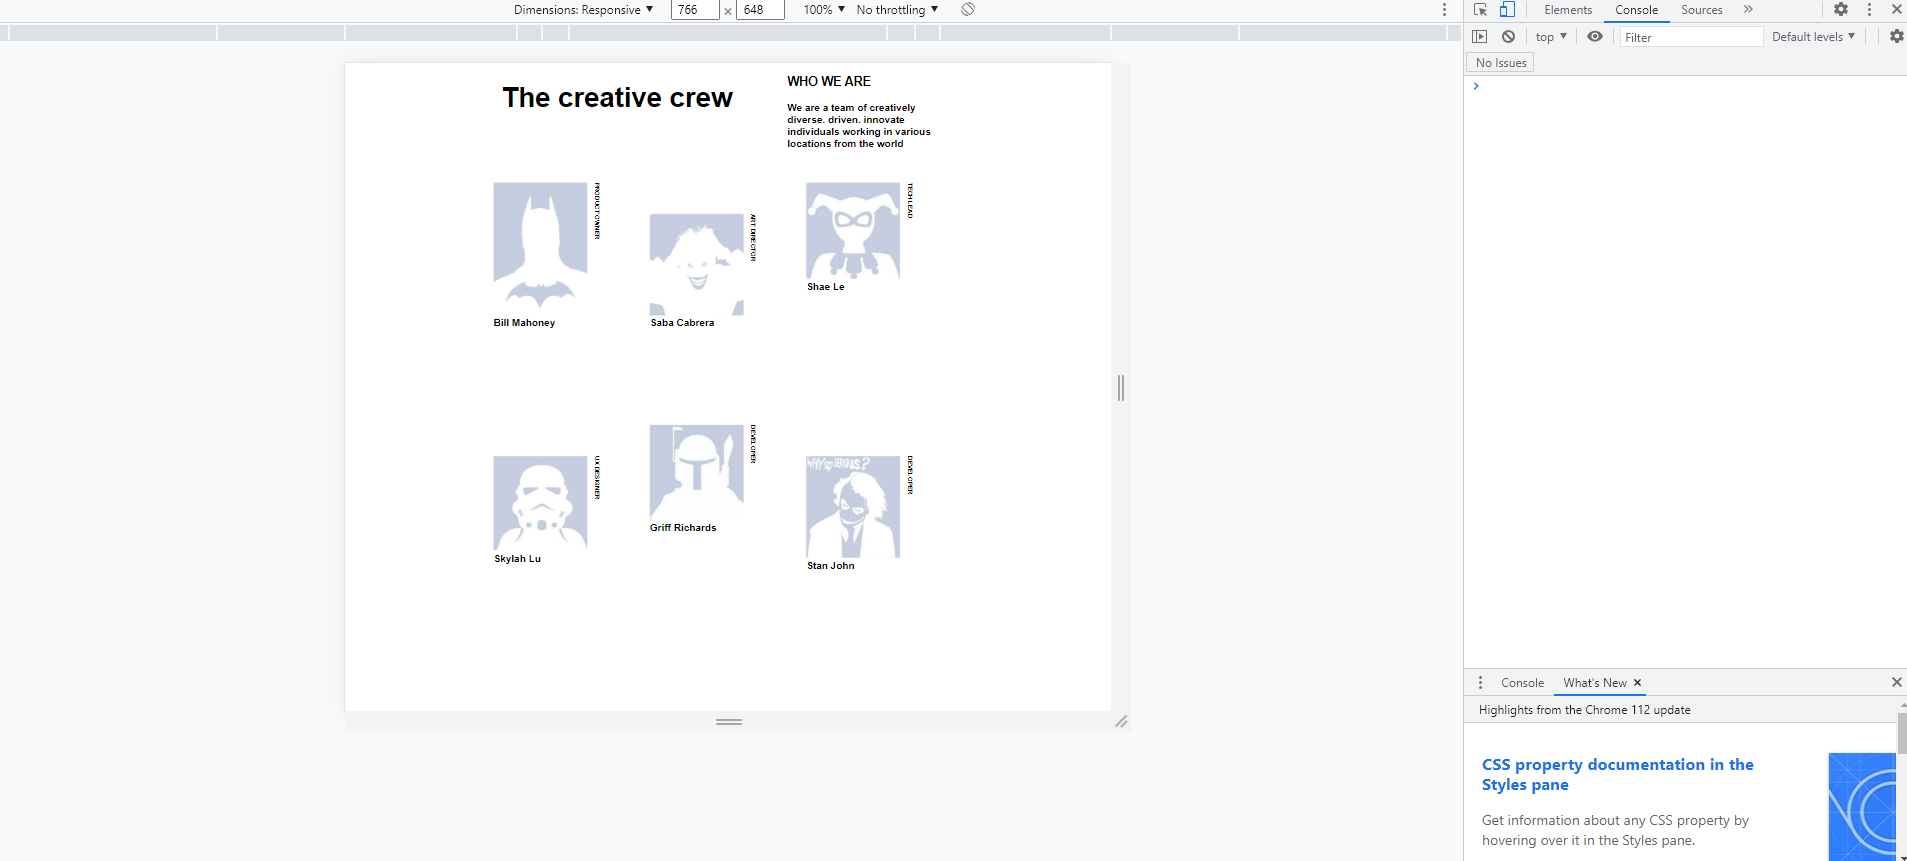 Dimensions: Responsive ▼ 766 × 648 100% ▼ No throttling ▼
Elements Console Sources »
top ▼ Filter Default levels ▼
No Issues
The creative crew
WHO WE ARE
We are a team of creatively
diverse. driven. innovate
individuals working in various
locations from the world
PRODUCT OWNER
Bill Mahoney
ART DIRECTOR
Saba Cabrera
TECH LEAD
Shae Le
UX DESIGNER
Skylah Lu
DEVELOPER
Griff Richards
WHY SO SERIOUS?
DEVELOPER
Stan John
Console What's New ×
Highlights from the Chrome 112 update
CSS property documentation in the
Styles pane
Get information about any CSS property by
hovering over it in the Styles pane.